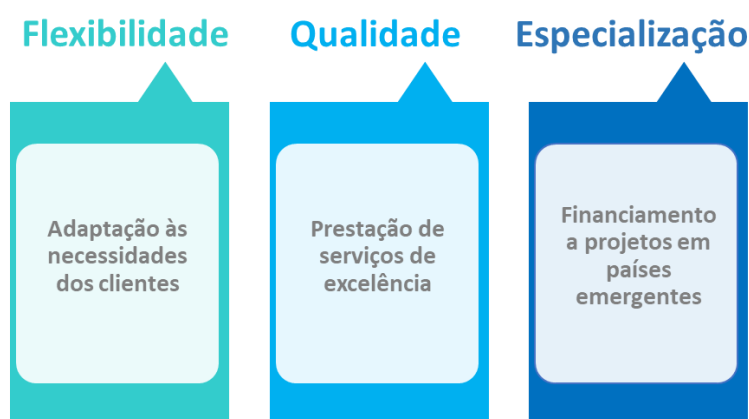 Flexibilidade
Adaptação às
necessidades
dos clientes
Qualidade
Prestação de
serviços de
excelência
Especialização
Financiamento
a projetos em
países
emergentes